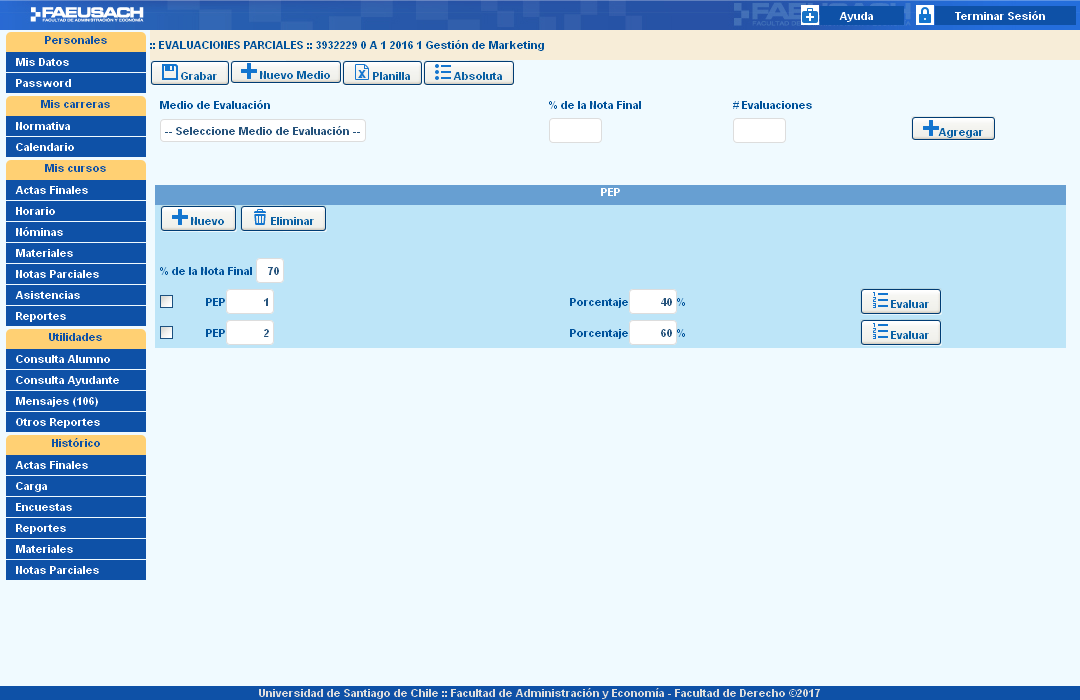 FAEUSACH
FACULTAD DE ADMINISTRACIÓN Y ECONOMÍA
Ayuda
Terminar Sesión
Personales
Mis Datos
Password
Mis carreras
Normativa
Calendario
Mis cursos
Actas Finales
Horario
Nóminas
Materiales
Notas Parciales
Asistencias
Reportes
Utilidades
Consulta Alumno
Consulta Ayudante
Mensajes (106)
Otros Reportes
Histórico
Actas Finales
Carga
Encuestas
Reportes
Materiales
Notas Parciales
:: EVALUACIONES PARCIALES :: 3932229 0 A 1 2016 1 Gestión de Marketing
Grabar Nuevo Medio Planilla Absoluta
Medio de Evaluación % de la Nota Final # Evaluaciones
-- Seleccione Medio de Evaluación -- Agregar
PEP
Nuevo Eliminar
% de la Nota Final 70
PEP 1 Porcentaje 40 % Evaluar
PEP 2 Porcentaje 60 % Evaluar
Universidad de Santiago de Chile :: Facultad de Administración y Economía - Facultad de Derecho ©2017